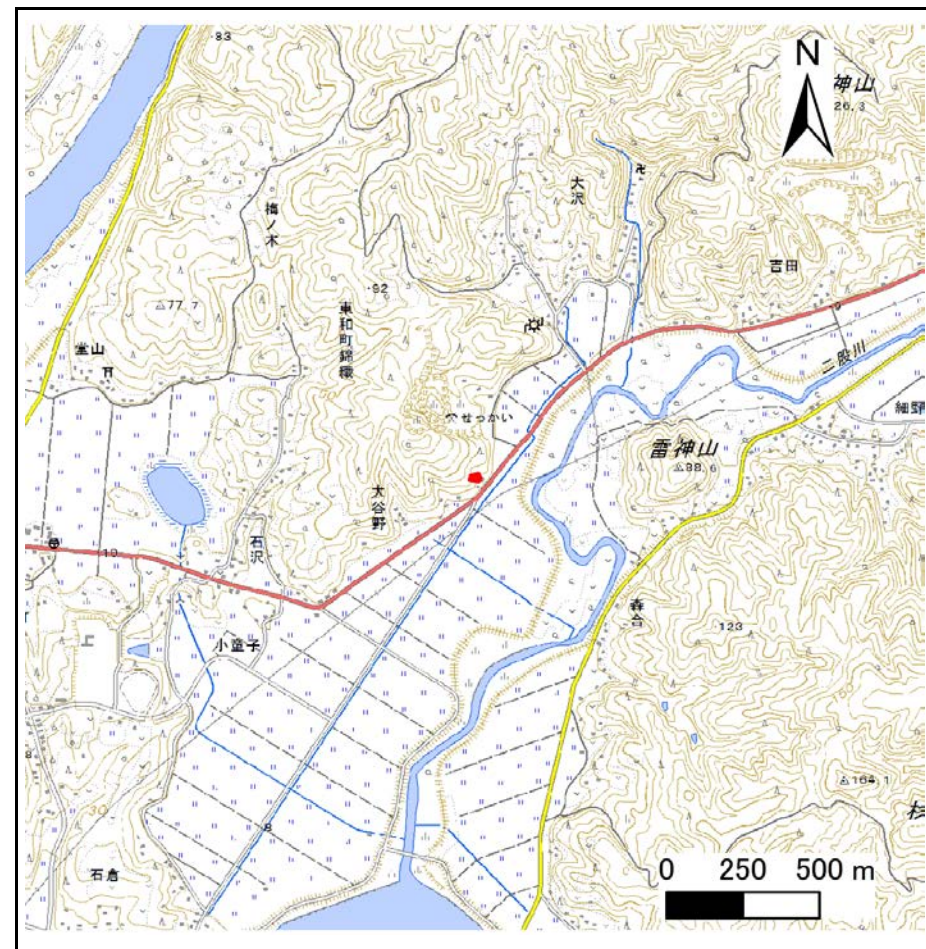 ·83
N
神山
26.3
大沢
梅ノ木
吉田
·92
△77.7
東和町錦織
二股川
堂山
細野
せっかい
雷神山
△88.6
大谷野
石沢
10
森合
·123
小童子
△164.1
30
8
石倉
0 250 500 m